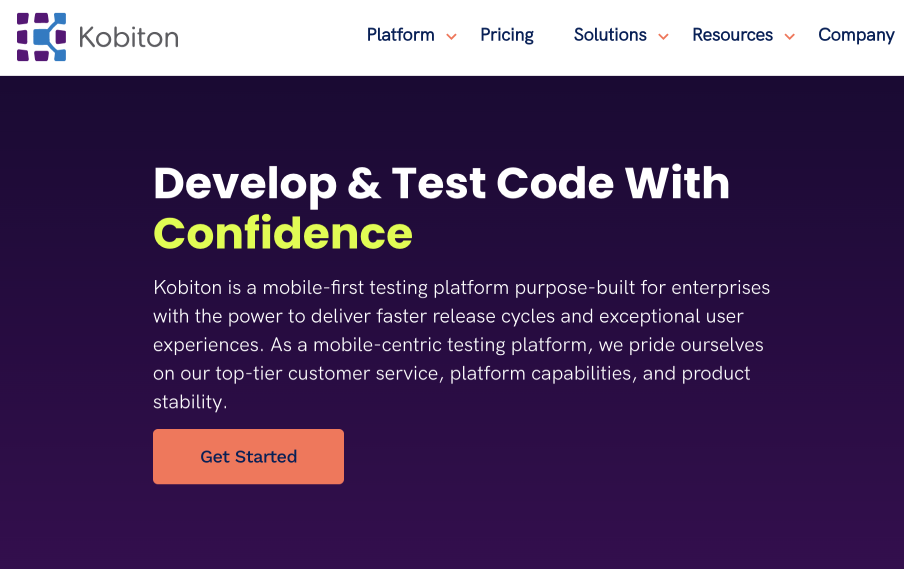 Kobiton
Platform
Pricing
Solutions
Resources
Company
Develop & Test Code With
Confidence
Kobiton is a mobile-first testing platform purpose-built for enterprises
with the power to deliver faster release cycles and exceptional user
experiences. As a mobile-centric testing platform, we pride ourselves
on our top-tier customer service, platform capabilities, and product
stability.
Get Started